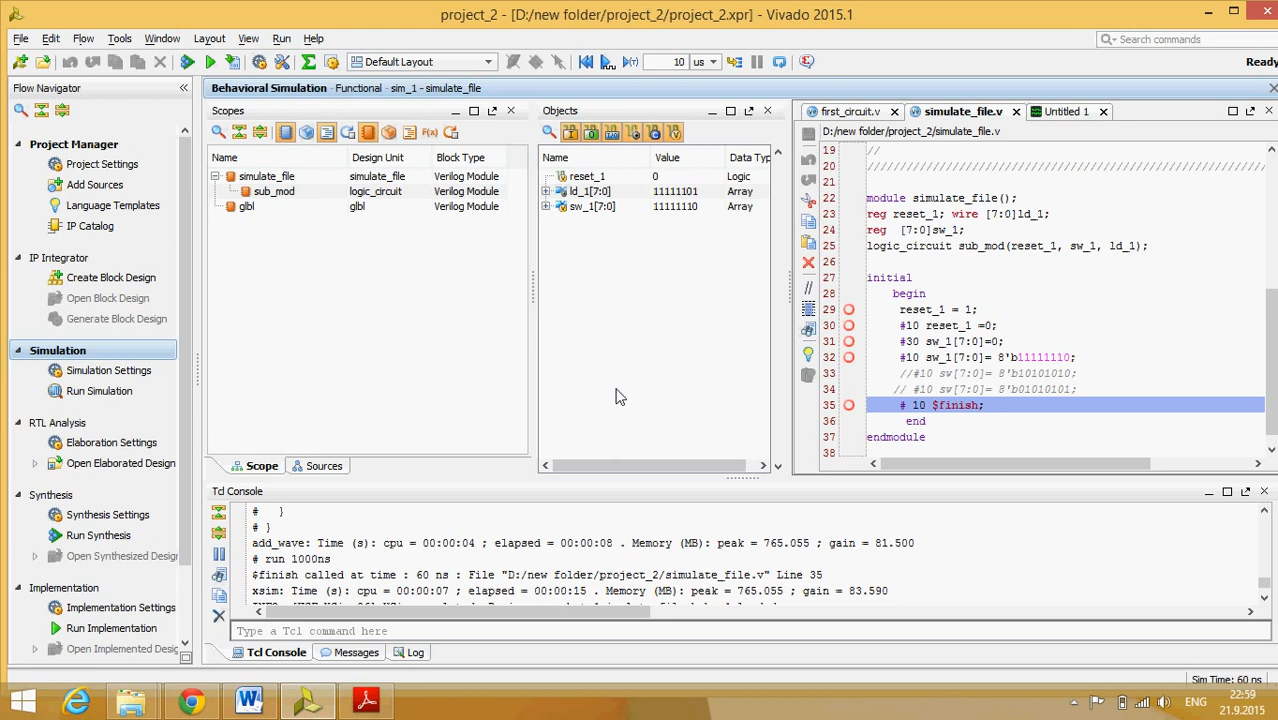 project_2 - [D:/new folder/project_2/project_2.xpr] - Vivado 2015.1
File Edit Flow Tools Window Layout View Run Help
Search commands
Default Layout
10 us
Ready
Flow Navigator
Project Manager
Project Settings
Add Sources
Language Templates
IP Catalog
IP Integrator
Create Block Design
Open Block Design
Generate Block Design
Simulation
Simulation Settings
Run Simulation
RTL Analysis
Elaboration Settings
Open Elaborated Design
Synthesis
Synthesis Settings
Run Synthesis
Open Synthesized Desig
Implementation
Implementation Settings
Run Implementation
Open Implemented Desig
Behavioral Simulation - Functional - sim_1 - simulate_file
Scopes
F(x)
Name Design Unit Block Type
simulate_file simulate_file Verilog Module
sub_mod logic_circuit Verilog Module
glbl glbl Verilog Module
Scope Sources
Objects
Name Value Data Typ
reset_1 0 Logic
ld_1[7:0] 11111101 Array
sw_1[7:0] 11111110 Array
first_circuit.v simulate_file.v Untitled 1
D:/new folder/project_2/simulate_file.v
19 //
20 //////////////////////////////////////////////////////////////
21
22 module simulate_file();
23 reg reset_1; wire [7:0]ld_1;
24 reg [7:0]sw_1;
25 logic_circuit sub_mod(reset_1, sw_1, ld_1);
26
27 initial
28 begin
29 reset_1 = 1;
30 #10 reset_1 =0;
31 #30 sw_1[7:0]=0;
32 #10 sw_1[7:0]= 8'b11111110;
33 //#10 sw[7:0]= 8'b10101010;
34 // #10 sw[7:0]= 8'b01010101;
35 # 10 $finish;
36 end
37 endmodule
38
Tcl Console
# }
# }
add_wave: Time (s): cpu = 00:00:04 ; elapsed = 00:00:08 . Memory (MB): peak = 765.055 ; gain = 81.500
# run 1000ns
$finish called at time : 60 ns : File "D:/new folder/project_2/simulate_file.v" Line 35
xsim: Time (s): cpu = 00:00:07 ; elapsed = 00:00:15 . Memory (MB): peak = 765.055 ; gain = 83.590
Type a Tcl command here
Tcl Console Messages Log
Sim Time: 60 ns
ENG
22:59
21.9.2015